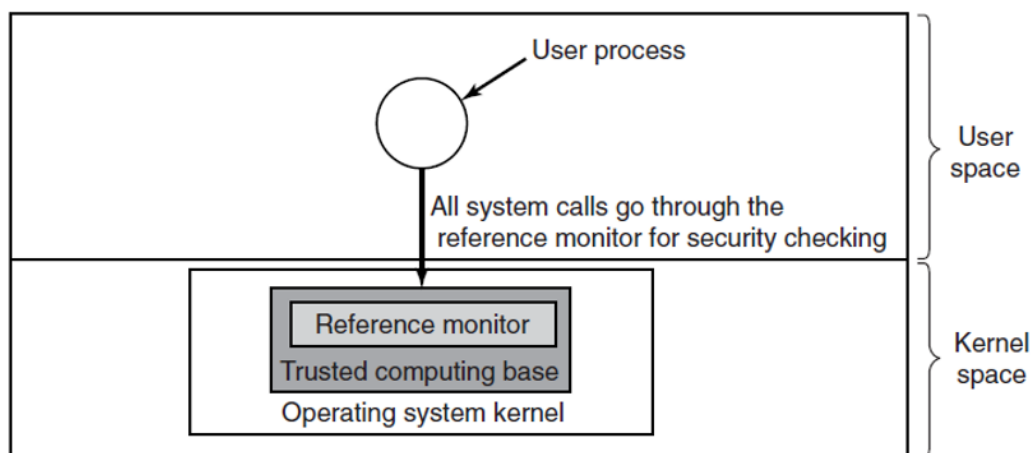 User process
User
space
All system calls go through the
reference monitor for security checking
Reference monitor
Trusted computing base
Operating system kernel
Kernel
space